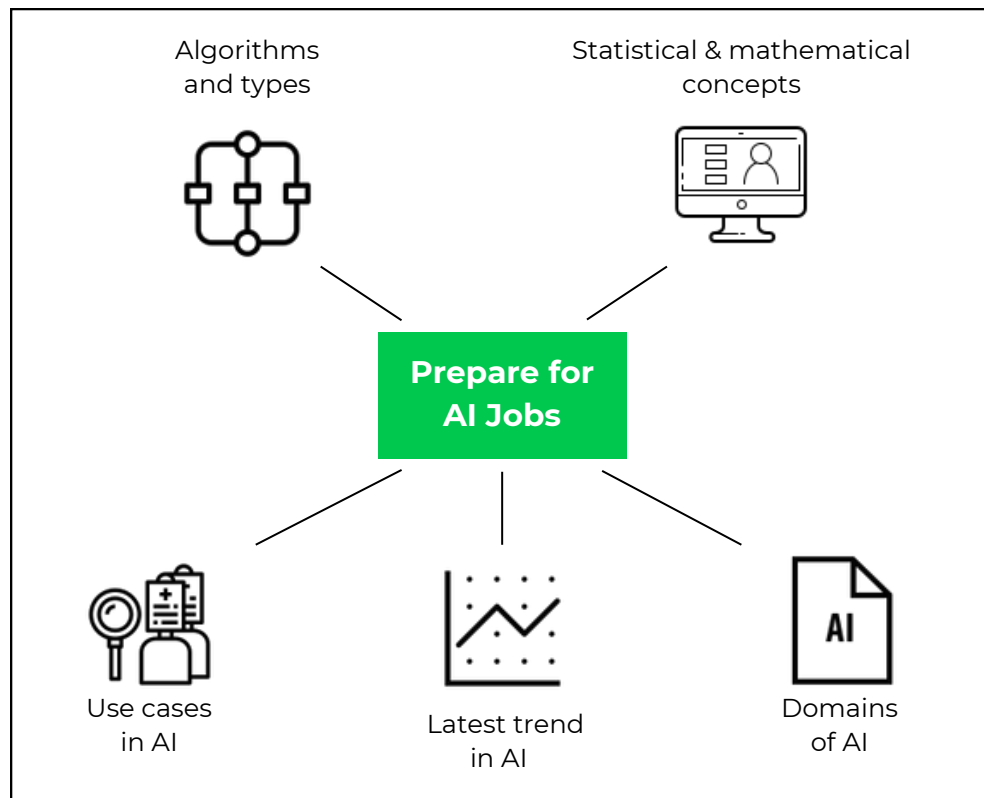 Algorithms
and types
Statistical & mathematical
concepts
Prepare for
AI Jobs
AI
Use cases
in AI
Latest trend
in AI
Domains
of AI